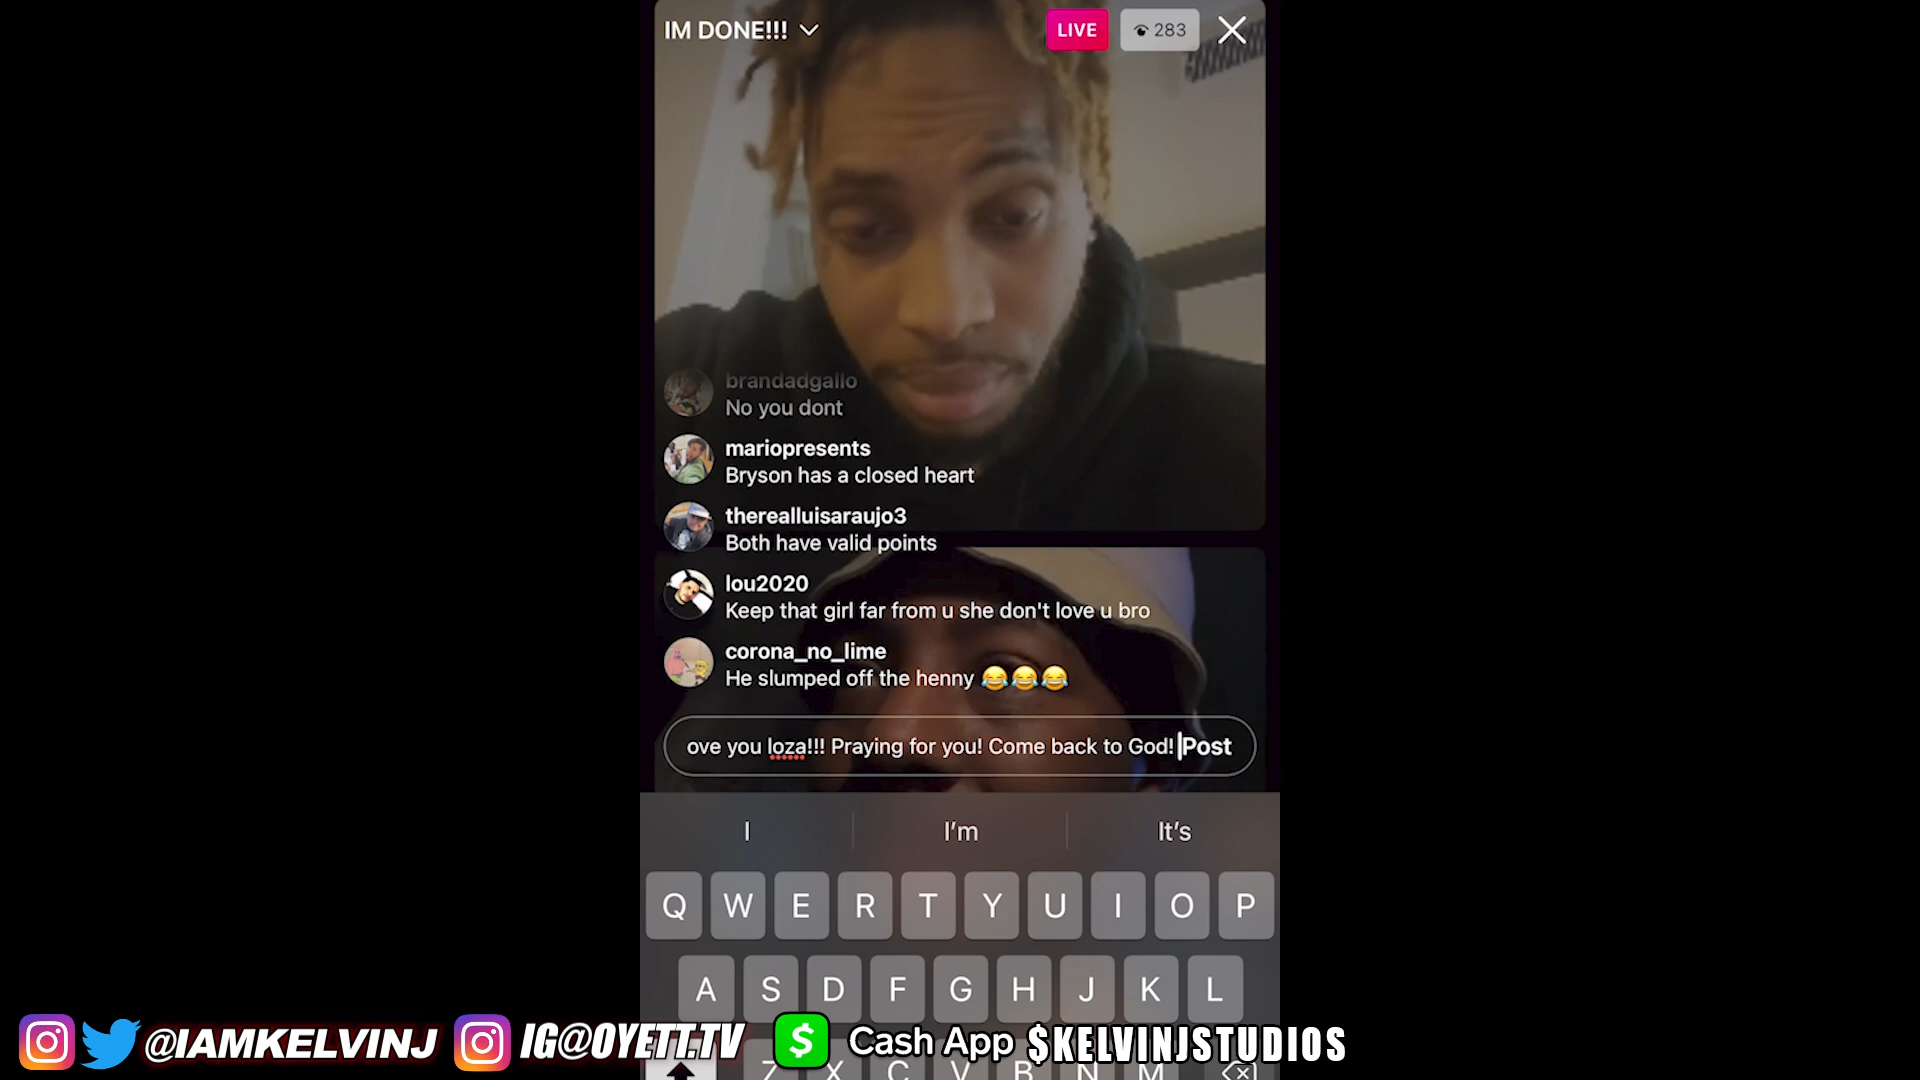 IM DONE!!!
LIVE
283
brandadgallo
No you dont
mariopresents
Bryson has a closed heart
therealluisaraujo3
Both have valid points
lou2020
Keep that girl far from u she don't love u bro
corona_no_lime
He slumped off the henny 😂😂😂
ove you loza!!! Praying for you! Come back to God! Post
I I'm It's
Q W E R T Y U I O P
A S D F G H J K L
Z X C V B N M
@IAMKELVINJ IG@OYETT.TV Cash App $KELVINJSTUDIOS